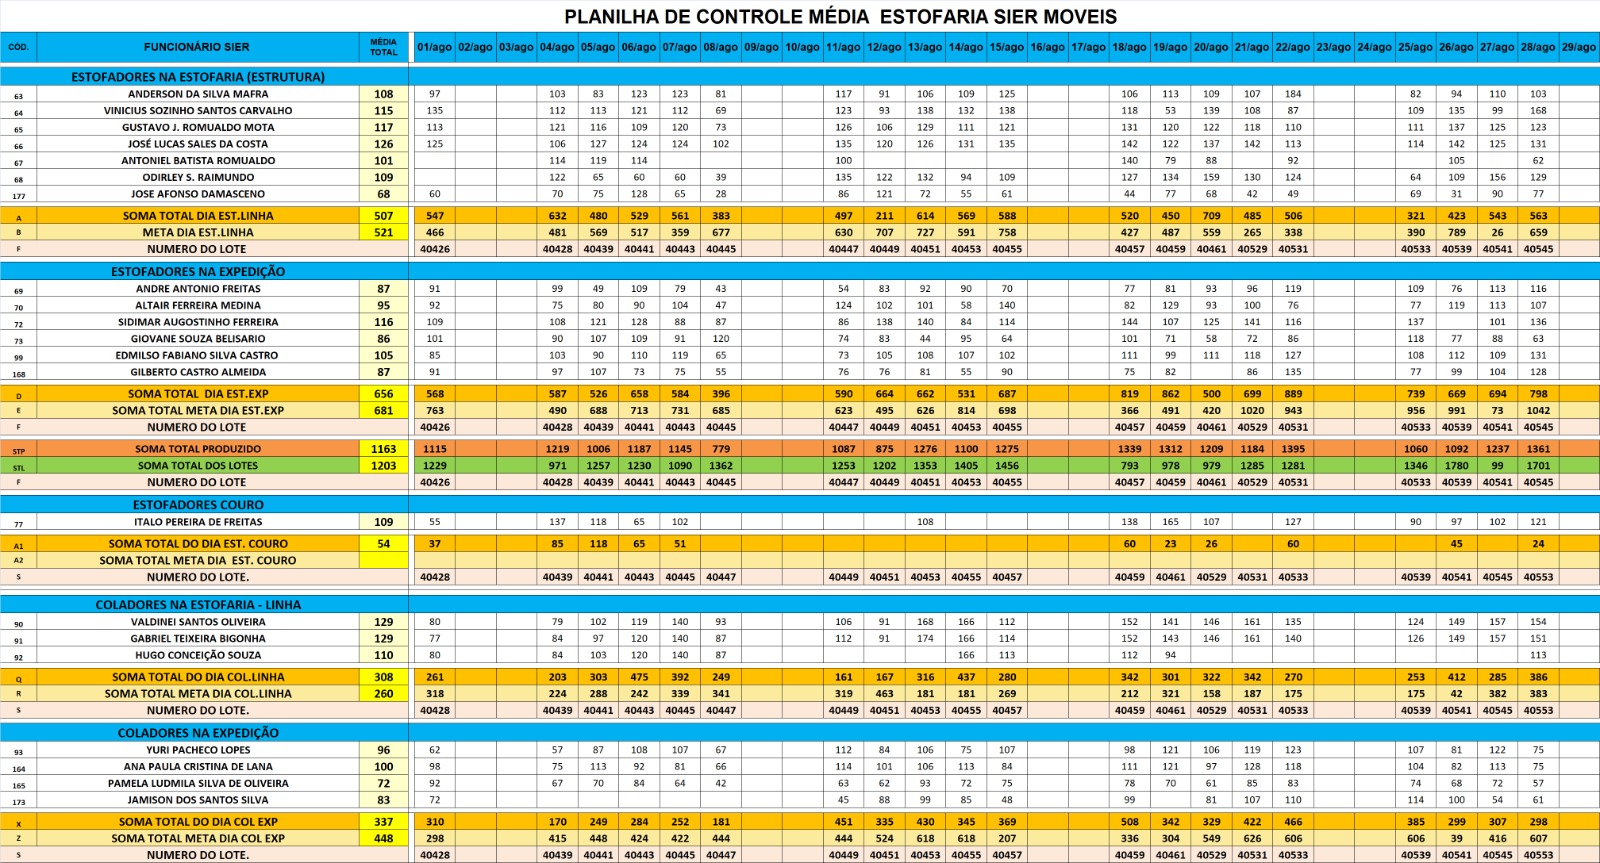 PLANILHA DE CONTROLE MÉDIA ESTOFARIA SIER MOVEIS
CÓD. FUNCIONÁRIO SIER MÉDIA TOTAL 01/ago 02/ago 03/ago 04/ago 05/ago 06/ago 07/ago 08/ago 09/ago 10/ago 11/ago 12/ago 13/ago 14/ago 15/ago 16/ago 17/ago 18/ago 19/ago 20/ago 21/ago 22/ago 23/ago 24/ago 25/ago 26/ago 27/ago 28/ago 29/ago
ESTOFADORES NA ESTOFARIA (ESTRUTURA)
63 ANDERSON DA SILVA MAFRA 108 97 103 83 123 123 81 117 91 106 109 125 106 113 109 107 184 82 94 110 103
64 VINICIUS SOZINHO SANTOS CARVALHO 115 135 112 113 121 112 69 123 93 138 132 138 118 53 139 108 87 109 135 99 168
65 GUSTAVO J. ROMUALDO MOTA 117 113 121 116 109 120 73 126 106 129 111 121 131 120 122 118 110 111 137 125 123
66 JOSÉ LUCAS SALES DA COSTA 126 125 106 127 124 124 102 135 120 126 131 135 142 122 137 142 113 114 142 125 131
67 ANTONIEL BATISTA ROMUALDO 101 114 119 114 100 140 79 88 92 105 62
68 ODIRLEY S. RAIMUNDO 109 122 65 60 60 39 135 122 132 94 109 127 134 159 130 124 64 109 156 129
177 JOSE AFONSO DAMASCENO 68 60 70 75 128 65 28 86 121 72 55 61 44 77 68 42 49 69 31 90 77
A SOMA TOTAL DIA EST.LINHA 507 547 632 480 529 561 383 497 211 614 569 588 520 450 709 485 506 321 423 543 563
B META DIA EST.LINHA 521 466 481 569 517 359 677 630 707 727 591 758 427 487 559 265 338 390 789 26 659
F NUMERO DO LOTE 40426 40428 40439 40441 40443 40445 40447 40449 40451 40453 40455 40457 40459 40461 40529 40531 40533 40539 40541 40545
ESTOFADORES NA EXPEDIÇÃO
69 ANDRE ANTONIO FREITAS 87 91 99 49 109 79 43 54 83 92 90 70 77 81 93 96 119 109 76 113 116
70 ALTAIR FERREIRA MEDINA 95 92 75 80 90 104 47 124 102 101 58 140 82 129 93 100 76 77 119 113 107
72 SIDIMAR AUGOSTINHO FERREIRA 116 109 108 121 128 88 87 86 138 140 84 114 144 107 125 141 116 137 101 136
73 GIOVANE SOUZA BELISARIO 86 101 90 107 109 91 120 74 83 44 95 64 101 71 58 72 86 118 77 88 63
99 EDMILSO FABIANO SILVA CASTRO 105 85 103 90 110 119 65 73 105 108 107 102 111 99 111 118 127 108 112 109 131
168 GILBERTO CASTRO ALMEIDA 87 91 97 107 73 75 55 76 76 81 55 90 75 82 86 135 77 99 104 128
D SOMA TOTAL DIA EST.EXP 656 568 587 526 658 584 396 590 664 662 531 687 819 862 500 699 889 739 669 694 798
E SOMA TOTAL META DIA EST.EXP 681 763 490 688 713 731 685 623 495 626 814 698 366 491 420 1020 943 956 991 73 1042
F NUMERO DO LOTE 40426 40428 40439 40441 40443 40445 40447 40449 40451 40453 40455 40457 40459 40461 40529 40531 40533 40539 40541 40545
STP SOMA TOTAL PRODUZIDO 1163 1115 1219 1006 1187 1145 779 1087 875 1276 1100 1275 1339 1312 1209 1184 1395 1060 1092 1237 1361
STL SOMA TOTAL DOS LOTES 1203 1229 971 1257 1230 1090 1362 1253 1202 1353 1405 1456 793 978 979 1285 1281 1346 1780 99 1701
F NUMERO DO LOTE 40426 40428 40439 40441 40443 40445 40447 40449 40451 40453 40455 40457 40459 40461 40529 40531 40533 40539 40541 40545
ESTOFADORES COURO
77 ITALO PEREIRA DE FREITAS 109 55 137 118 65 102 108 138 165 107 127 90 97 102 121
A1 SOMA TOTAL DO DIA EST. COURO 54 37 85 118 65 51 60 23 26 60 45 24
A2 SOMA TOTAL META DIA EST. COURO
S NUMERO DO LOTE. 40428 40439 40441 40443 40445 40447 40449 40451 40453 40455 40457 40459 40461 40529 40531 40533 40539 40541 40545 40553
COLADORES NA ESTOFARIA - LINHA
90 VALDINEI SANTOS OLIVEIRA 129 80 79 102 119 140 93 106 91 168 166 112 152 141 146 161 135 124 149 157 154
91 GABRIEL TEIXEIRA BIGONHA 129 77 84 97 120 140 87 112 91 174 166 114 152 143 146 161 140 126 149 157 151
92 HUGO CONCEIÇÃO SOUZA 110 80 84 103 120 140 87 166 113 112 94 113
Q SOMA TOTAL DO DIA COL.LINHA 308 261 203 303 475 392 249 161 167 316 437 280 342 301 322 342 270 253 412 285 386
R SOMA TOTAL META DIA COL.LINHA 260 318 224 288 242 339 341 319 463 181 181 269 212 321 158 187 175 175 42 382 383
S NUMERO DO LOTE. 40428 40439 40441 40443 40445 40447 40449 40451 40453 40455 40457 40459 40461 40529 40531 40533 40539 40541 40545 40553
COLADORES NA EXPEDIÇÃO
93 YURI PACHECO LOPES 96 62 57 87 108 107 67 112 84 106 75 107 98 121 106 119 123 107 81 122 75
164 ANA PAULA CRISTINA DE LANA 100 98 75 113 92 81 66 114 101 106 113 84 111 121 97 128 118 104 82 113 75
165 PAMELA LUDMILA SILVA DE OLIVEIRA 72 92 67 70 84 64 42 63 62 93 72 75 78 70 61 85 83 74 68 72 57
173 JAMISON DOS SANTOS SILVA 83 72 45 88 99 85 48 99 81 107 110 114 100 54 61
X SOMA TOTAL DO DIA COL EXP 337 310 170 249 284 252 181 451 335 430 345 369 508 342 329 422 466 385 299 307 298
Z SOMA TOTAL META DIA COL EXP 448 298 415 448 424 422 444 444 524 618 618 207 336 304 549 626 606 606 39 416 607
S NUMERO DO LOTE. 40428 40439 40441 40443 40445 40447 40449 40451 40453 40455 40457 40459 40461 40529 40531 40533 40539 40541 40545 40553